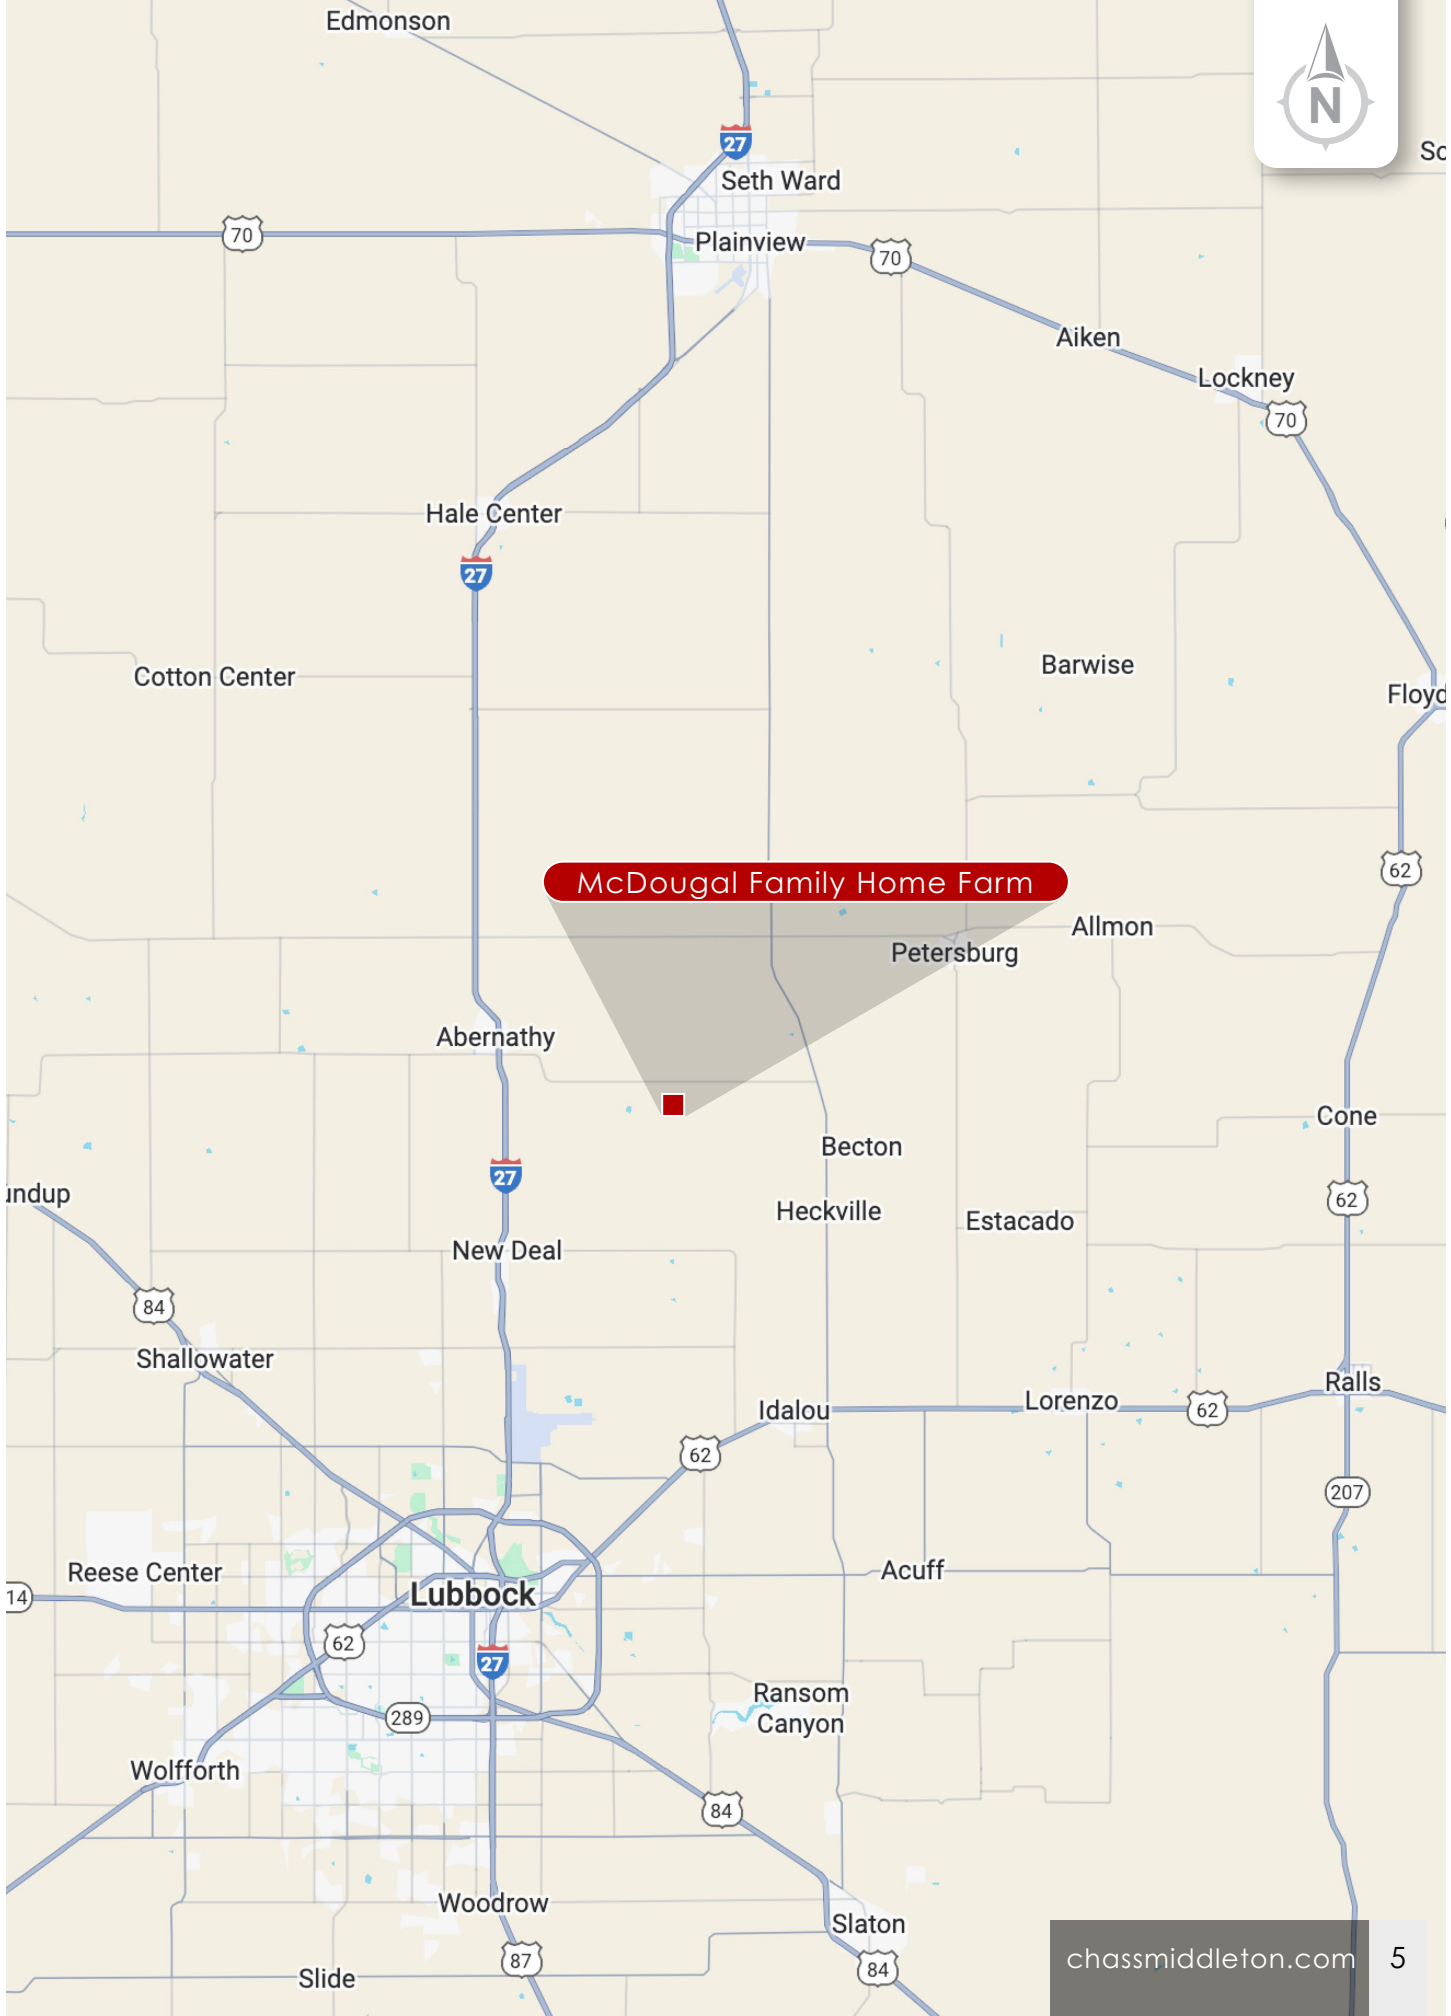 Edmonson
N
27
Sc
Seth Ward
70
Plainview
70
Aiken
Lockney
70
Hale Center
27
Barwise
Cotton Center
Floyd
McDougal Family Home Farm
62
Allmon
Petersburg
Abernathy
Cone
Becton
27
undup
62
Heckville
Estacado
New Deal
84
Shallowater
Ralls
Lorenzo
Idalou
62
62
207
Acuff
Reese Center
Lubbock
14
62
27
Ransom
Canyon
289
Wolfforth
84
Woodrow
Slaton
87
84
Slide
chassmiddleton.com 5